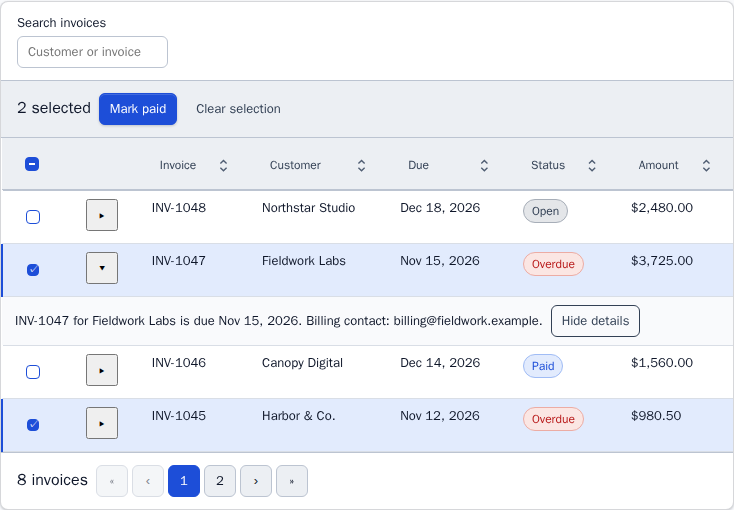 Search invoices
Customer or invoice
2 selected Mark paid Clear selection
Invoice Customer Due Status Amount
INV-1048 Northstar Studio Dec 18, 2026 Open $2,480.00
INV-1047 Fieldwork Labs Nov 15, 2026 Overdue $3,725.00
INV-1047 for Fieldwork Labs is due Nov 15, 2026. Billing contact: billing@fieldwork.example. Hide details
INV-1046 Canopy Digital Dec 14, 2026 Paid $1,560.00
INV-1045 Harbor & Co. Nov 12, 2026 Overdue $980.50
8 invoices « ‹ 1 2 › »